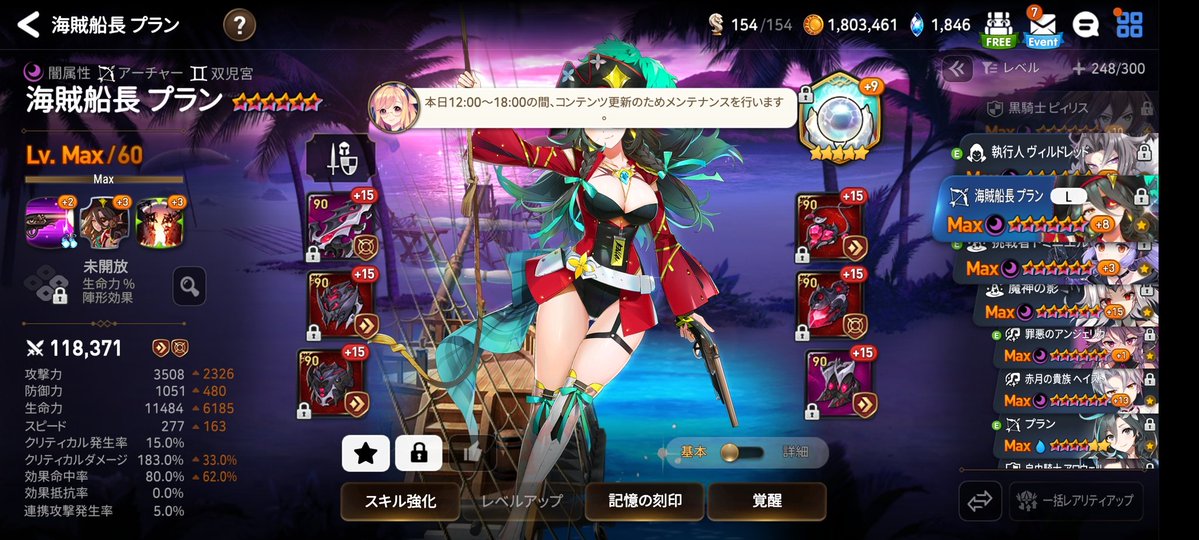 海賊船長 プラン
?
154/154
1,803,461
1,846
FREE
7
Event
闇属性 アーチャー 双児宮
海賊船長 プラン
本日12:00～18:00の間、コンテンツ更新のためメンテナンスを行います
。
+9
レベル
248/300
黒騎士 ピィリス
Lv. Max/60
Max
+2
+3
+3
未開放
生命力 %
陣形効果
118,371
攻撃力 3508 2326
防御力 1051 480
生命力 11484 6185
スピード 277 163
クリティカル発生率 15.0%
クリティカルダメージ 183.0% 33.0%
効果命中率 80.0% 62.0%
効果抵抗率 0.0%
連携攻撃発生率 5.0%
90 +15
90 +15
90 +15
90 +15
90 +15
90 +15
E 執行人 ヴィルドレッド
海賊船長 プラン L
Max +8
E
Max +3
魔神の影
Max +15
E 罪悪のアンジェリカ
Max
赤月の貴族 ヘイスト
Max +13
E プラン
Max
基本 詳細
スキル強化
レベルアップ
記憶の刻印
覚醒
一括レアリティアップ